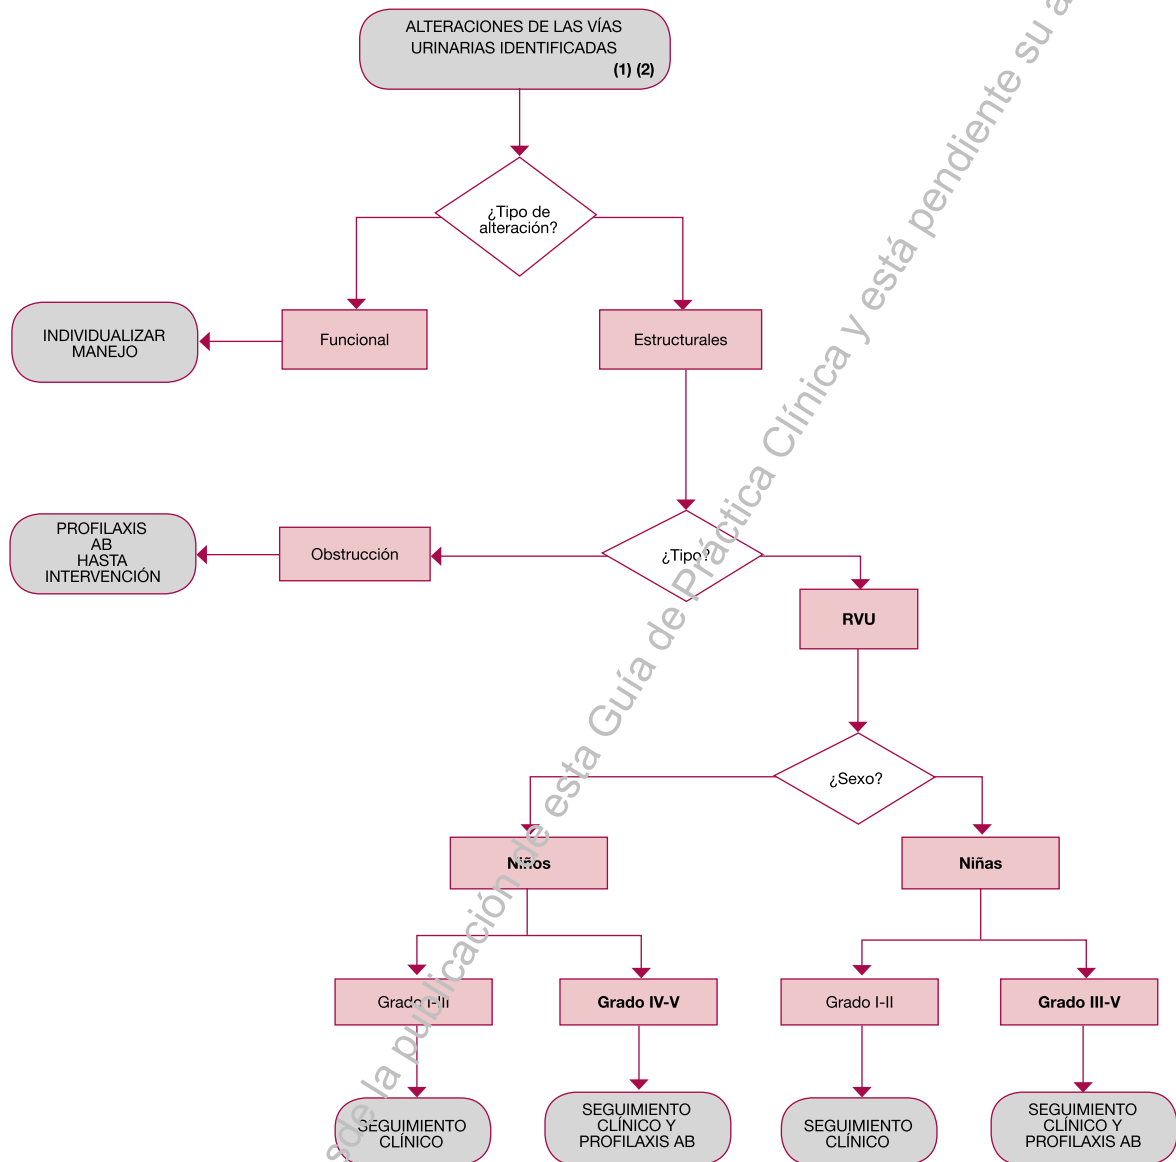 ALTERACIONES DE LAS VÍAS
URINARIAS IDENTIFICADAS
(1) (2)
¿Tipo de
alteración?
INDIVIDUALIZAR
MANEJO
Funcional
Estructurales
PROFILAXIS
AB
HASTA
INTERVENCIÓN
Obstrucción
¿Tipo?
RVU
¿Sexo?
Niños
Niñas
Grado I-III
Grado IV-V
Grado I-II
Grado III-V
SEGUIMIENTO
CLÍNICO
SEGUIMIENTO
CLÍNICO Y
PROFILAXIS AB
SEGUIMIENTO
CLÍNICO
SEGUIMIENTO
CLÍNICO Y
PROFILAXIS AB
la publicación de esta Guía de Práctica Clínica y está pendiente su